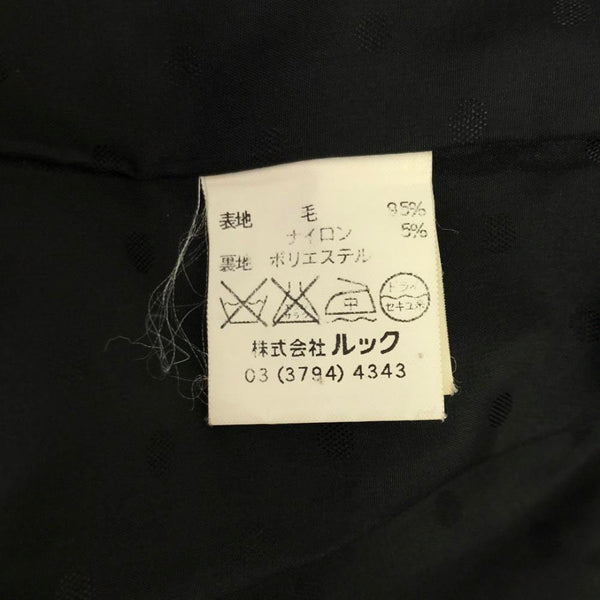 表地 毛 95%
ナイロン 5%
裏地 ポリエステル
中 ドライ セキユ系
株式会社 ルック
03 (3794) 4343